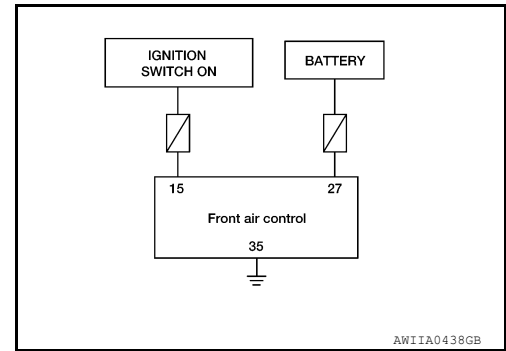 IGNITION
SWITCH ON
BATTERY
15
27
Front air control
35
AWIIA0438GB